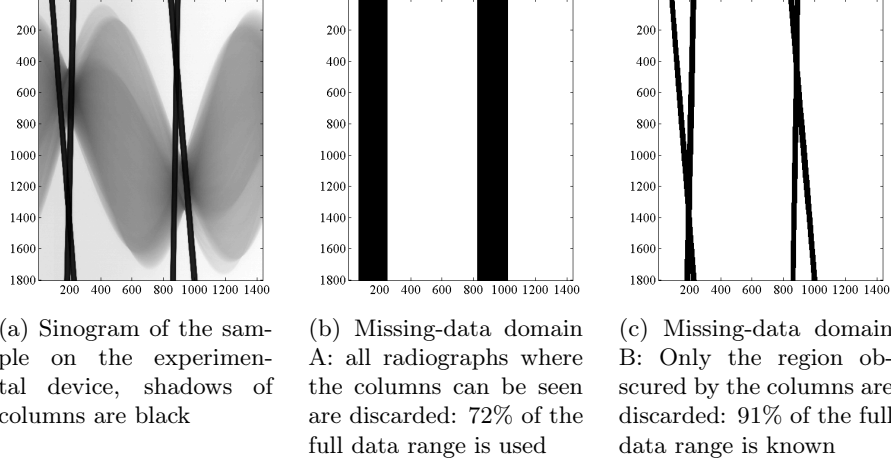 200
400
600
800
1000
1200
1400
1600
1800
200 400 600 800 1000 1200 1400
(a) Sinogram of the sam-
ple on the experimen-
tal device, shadows of
columns are black
200
400
600
800
1000
1200
1400
1600
1800
200 400 600 800 1000 1200 1400
(b) Missing-data domain
A: all radiographs where
the columns can be seen
are discarded: 72% of the
full data range is used
200
400
600
800
1000
1200
1400
1600
1800
200 400 600 800 1000 1200 1400
(c) Missing-data domain
B: Only the region ob-
scured by the columns are
discarded: 91% of the full
data range is known